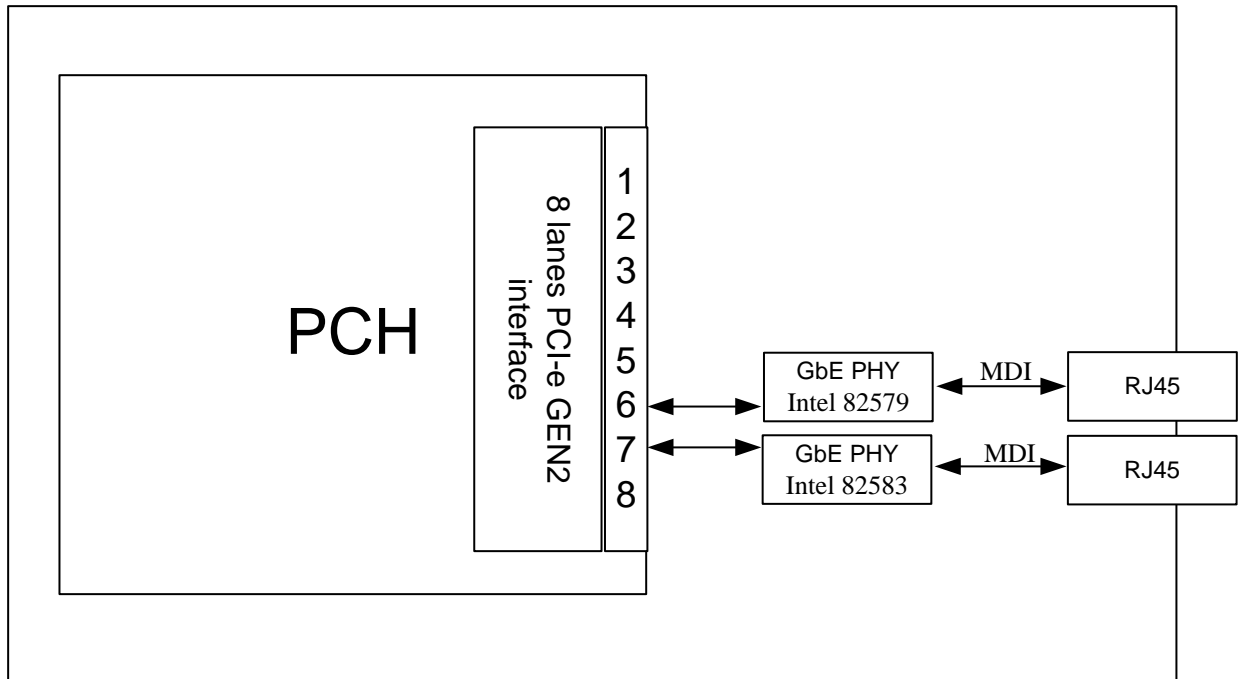 PCH
8 lanes PCI-e GEN2
interface
1
2
3
4
5
6
7
8
GbE PHY
Intel 82579
MDI
RJ45
GbE PHY
Intel 82583
MDI
RJ45